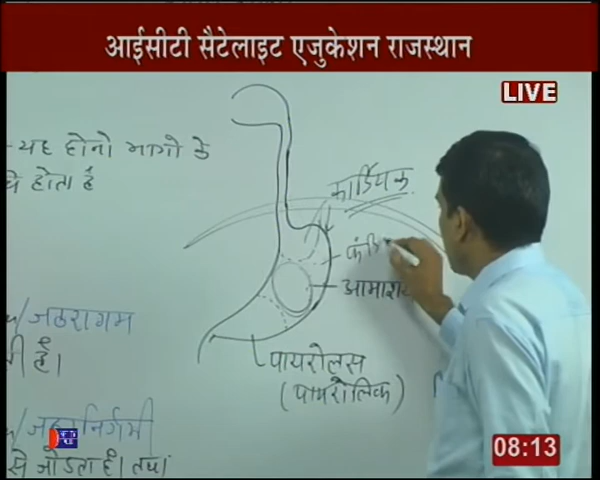 आईसीटी सैटेलाइट एजुकेशन राजस्थान
LIVE
-यह दोनो भागो के
होता है
कार्डियक
आमाश
जठरागम
है।
पायरोलस
(पायरोलिक)
जठरनिर्गमी
से जोडता है। तथा
08:13